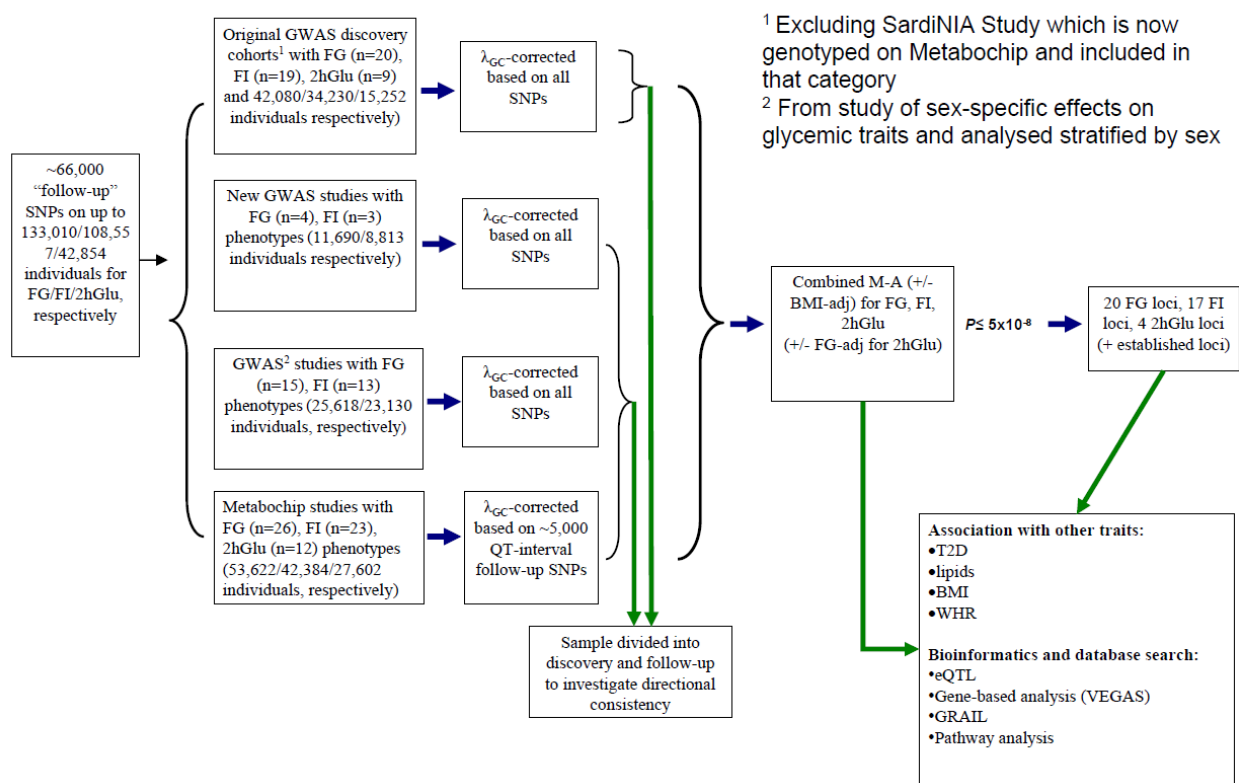 ~66,000
“follow-up”
SNPs on up to
133,010/108,55
7/42,854
individuals for
FG/FI/2hGlu,
respectively
Original GWAS discovery
cohorts¹ with FG (n=20),
FI (n=19), 2hGlu (n=9)
and 42,080/34,230/15,252
individuals respectively)
λGC-corrected
based on all
SNPs
New GWAS studies with
FG (n=4), FI (n=3)
phenotypes (11,690/8,813
individuals respectively)
λGC-corrected
based on all
SNPs
GWAS² studies with FG
(n=15), FI (n=13)
phenotypes (25,618/23,130
individuals, respectively)
λGC-corrected
based on all
SNPs
Metabochip studies with
FG (n=26), FI (n=23),
2hGlu (n=12) phenotypes
(53,622/42,384/27,602
individuals, respectively)
λGC-corrected
based on ~5,000
QT-interval
follow-up SNPs
Sample divided into
discovery and follow-up
to investigate directional
consistency
¹ Excluding SardiNIA Study which is now
genotyped on Metabochip and included in
that category
² From study of sex-specific effects on
glycemic traits and analysed stratified by sex
Combined M-A (+/-
BMI-adj) for FG, FI,
2hGlu
(+/- FG-adj for 2hGlu)
P≤ 5x10⁻⁸
20 FG loci, 17 FI
loci, 4 2hGlu loci
(+ established loci)
Association with other traits:
•T2D
•lipids
•BMI
•WHR
Bioinformatics and database search:
•eQTL
•Gene-based analysis (VEGAS)
•GRAIL
•Pathway analysis